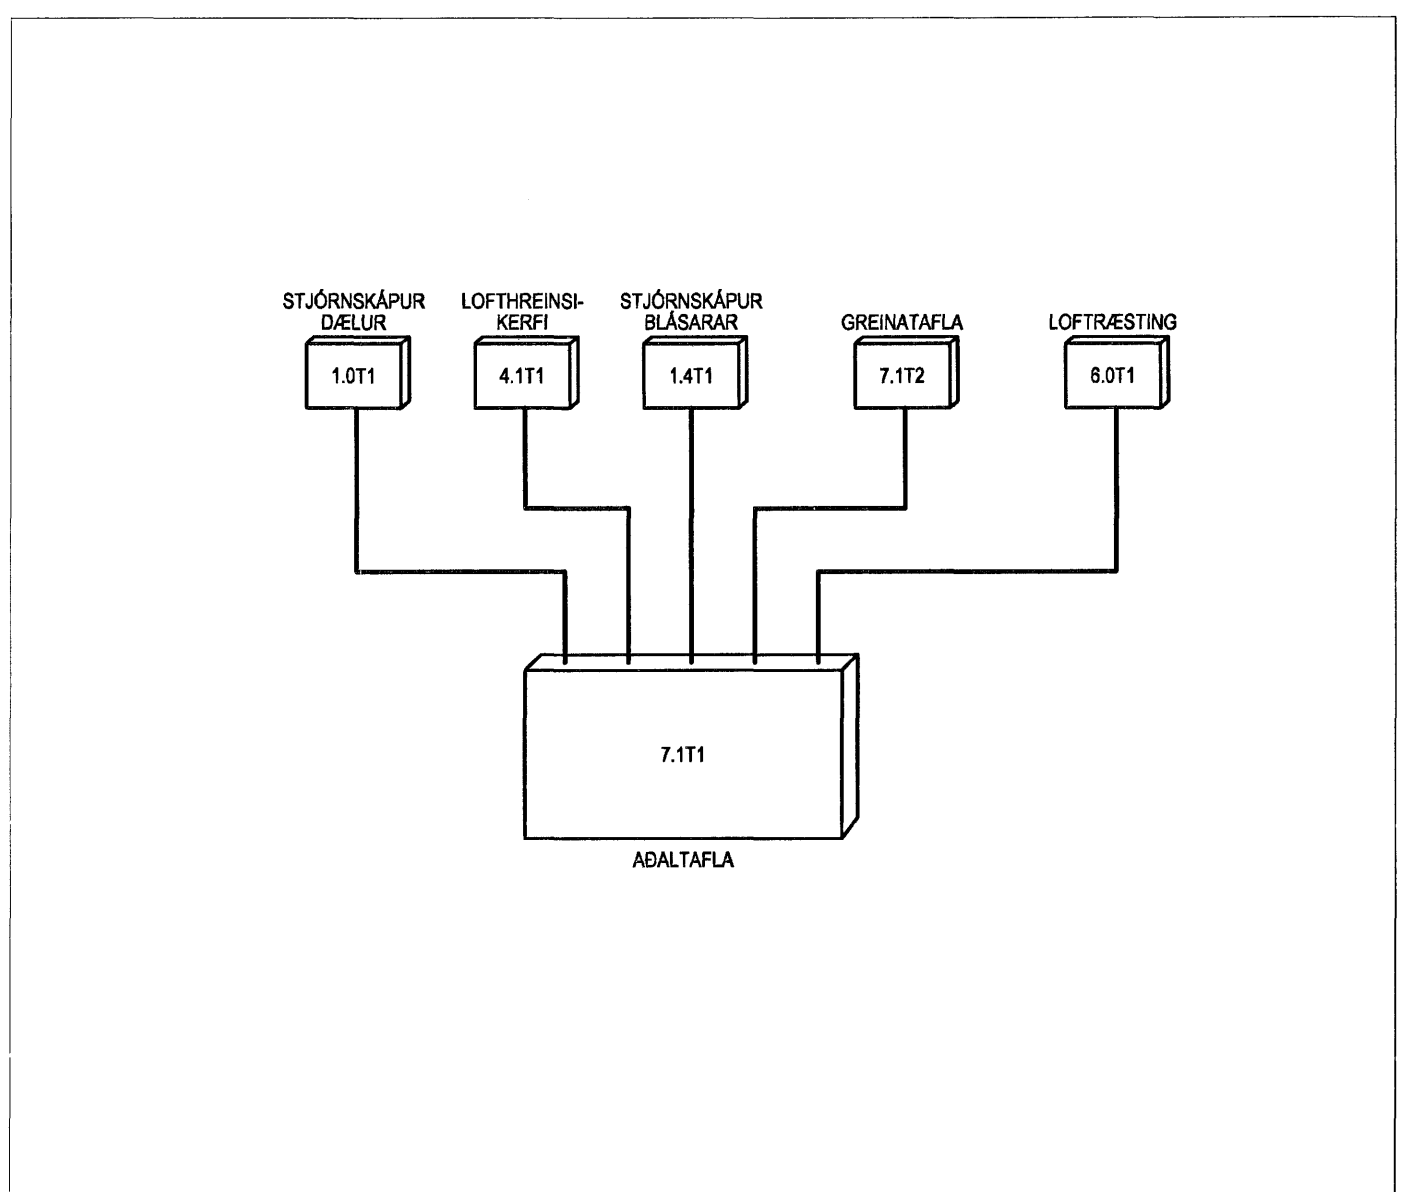 STJÓRNSKÁPUR
DÆLUR
LOFTHREINSI-
KERFI
STJÓRNSKÁPUR
BLÁSARAR
GREINATAFLA
LOFTRÆSTING
1.0T1
4.1T1
1.4T1
7.1T2
6.0T1
7.1T1
AÐALTAFLA